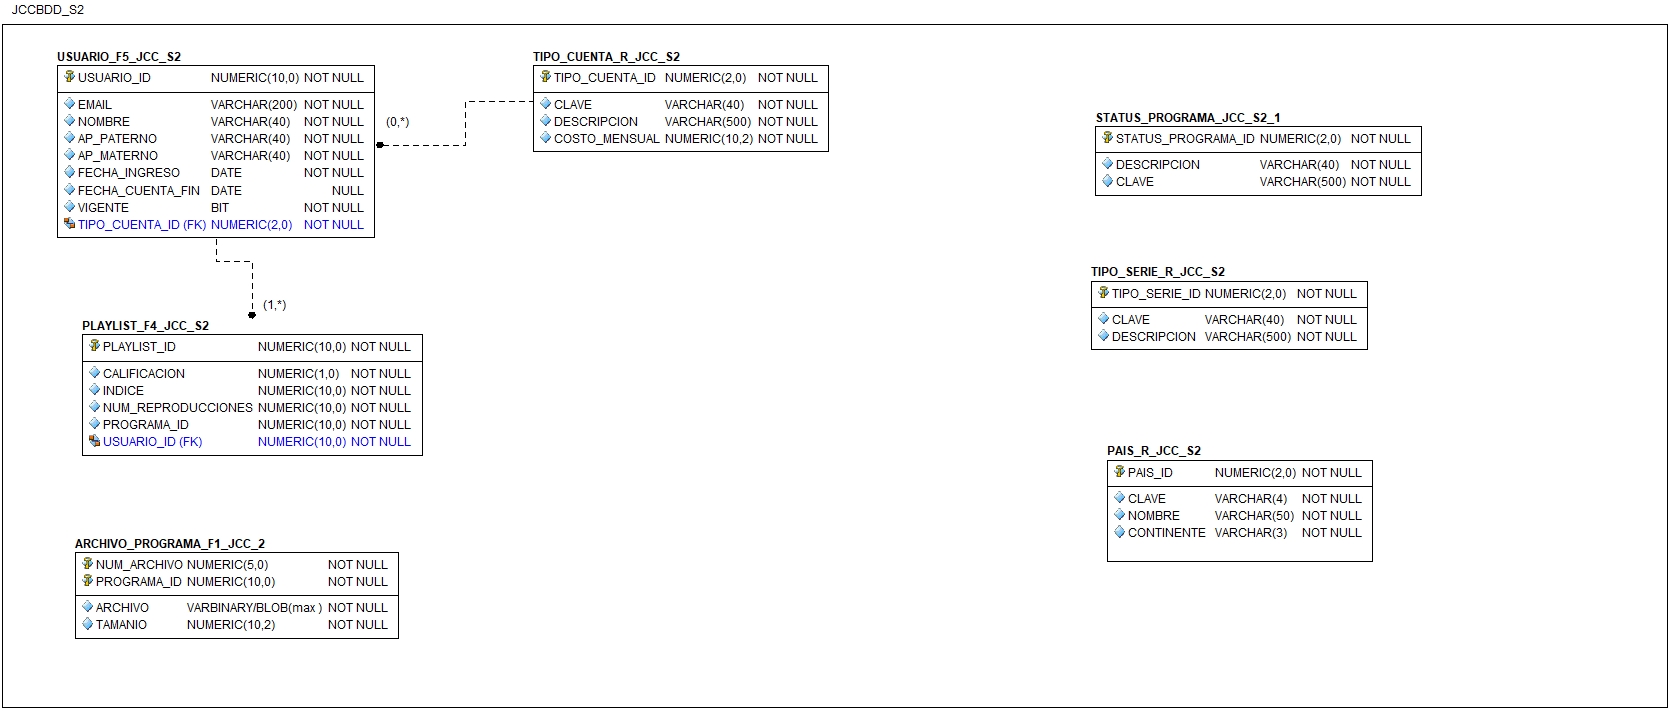 JCCBDD_S2
USUARIO_F5_JCC_S2
USUARIO_ID NUMERIC(10,0) NOT NULL
EMAIL VARCHAR(200) NOT NULL
NOMBRE VARCHAR(40) NOT NULL
AP_PATERNO VARCHAR(40) NOT NULL
AP_MATERNO VARCHAR(40) NOT NULL
FECHA_INGRESO DATE NOT NULL
FECHA_CUENTA_FIN DATE NULL
VIGENTE BIT NOT NULL
TIPO_CUENTA_ID (FK) NUMERIC(2,0) NOT NULL
(0,*)
TIPO_CUENTA_R_JCC_S2
TIPO_CUENTA_ID NUMERIC(2,0) NOT NULL
CLAVE VARCHAR(40) NOT NULL
DESCRIPCION VARCHAR(500) NOT NULL
COSTO_MENSUAL NUMERIC(10,2) NOT NULL
STATUS_PROGRAMA_JCC_S2_1
STATUS_PROGRAMA_ID NUMERIC(2,0) NOT NULL
DESCRIPCION VARCHAR(40) NOT NULL
CLAVE VARCHAR(500) NOT NULL
TIPO_SERIE_R_JCC_S2
TIPO_SERIE_ID NUMERIC(2,0) NOT NULL
CLAVE VARCHAR(40) NOT NULL
DESCRIPCION VARCHAR(500) NOT NULL
(1,*)
PLAYLIST_F4_JCC_S2
PLAYLIST_ID NUMERIC(10,0) NOT NULL
CALIFICACION NUMERIC(1,0) NOT NULL
INDICE NUMERIC(10,0) NOT NULL
NUM_REPRODUCCIONES NUMERIC(10,0) NOT NULL
PROGRAMA_ID NUMERIC(10,0) NOT NULL
USUARIO_ID (FK) NUMERIC(10,0) NOT NULL
PAIS_R_JCC_S2
PAIS_ID NUMERIC(2,0) NOT NULL
CLAVE VARCHAR(4) NOT NULL
NOMBRE VARCHAR(50) NOT NULL
CONTINENTE VARCHAR(3) NOT NULL
ARCHIVO_PROGRAMA_F1_JCC_2
NUM_ARCHIVO NUMERIC(5,0) NOT NULL
PROGRAMA_ID NUMERIC(10,0) NOT NULL
ARCHIVO VARBINARY/BLOB(max ) NOT NULL
TAMANIO NUMERIC(10,2) NOT NULL